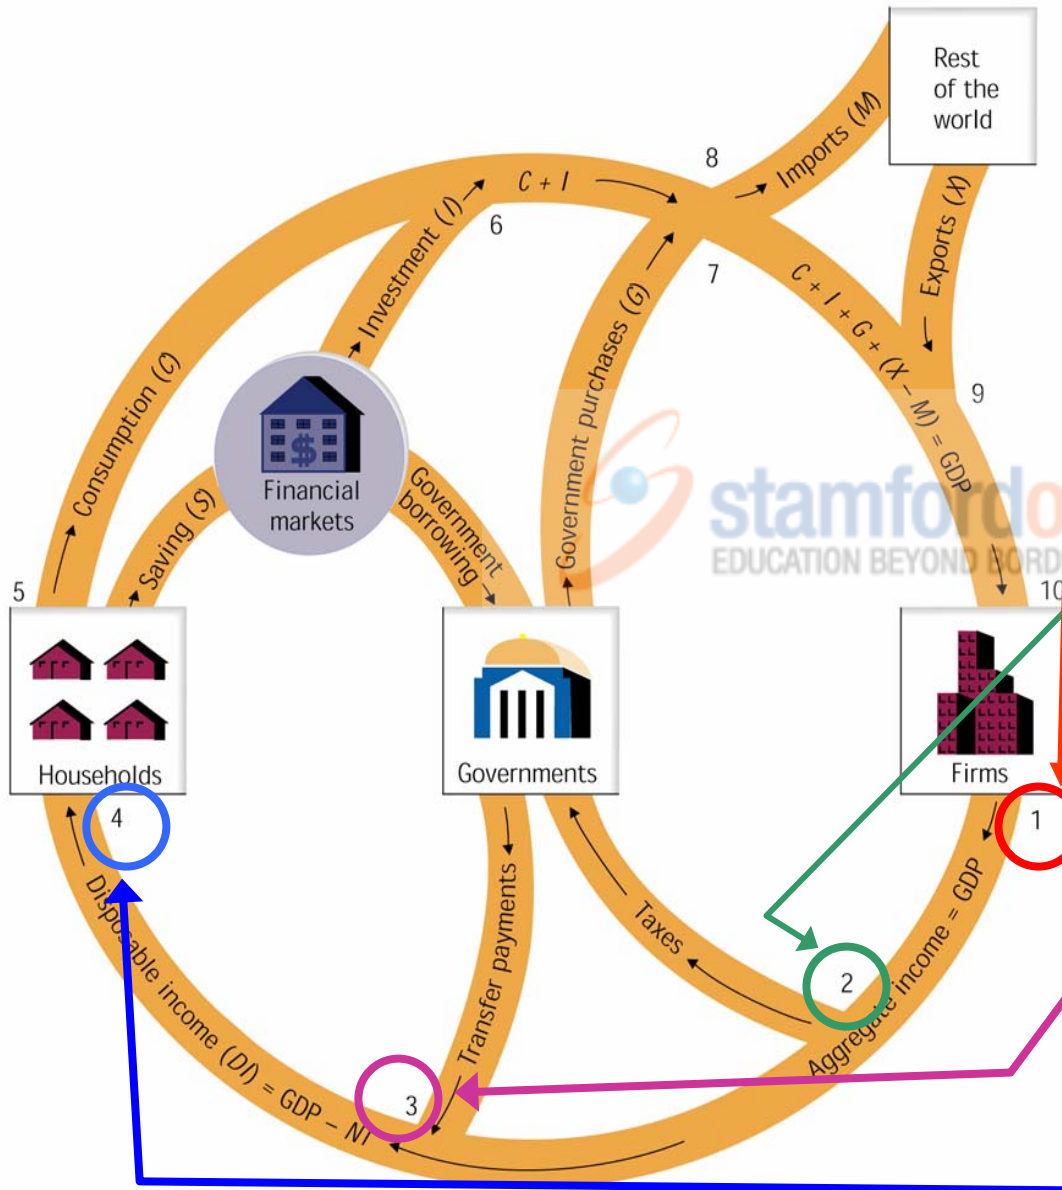 Rest
of the
world
8
Imports (M)
C + I
Investment (I)
6
Exports (X)
7
C + I + G + (X – M) = GDP
9
Consumption (C)
Government purchases (G)
Financial
markets
$
Saving (S)
Government
borrowing
stamfordo
EDUCATION BEYOND BORD
5
10
Households
Governments
Firms
4
1
Disposable income (DI) = GDP – NT
Transfer payments
Taxes
2
Aggregate income = GDP
3